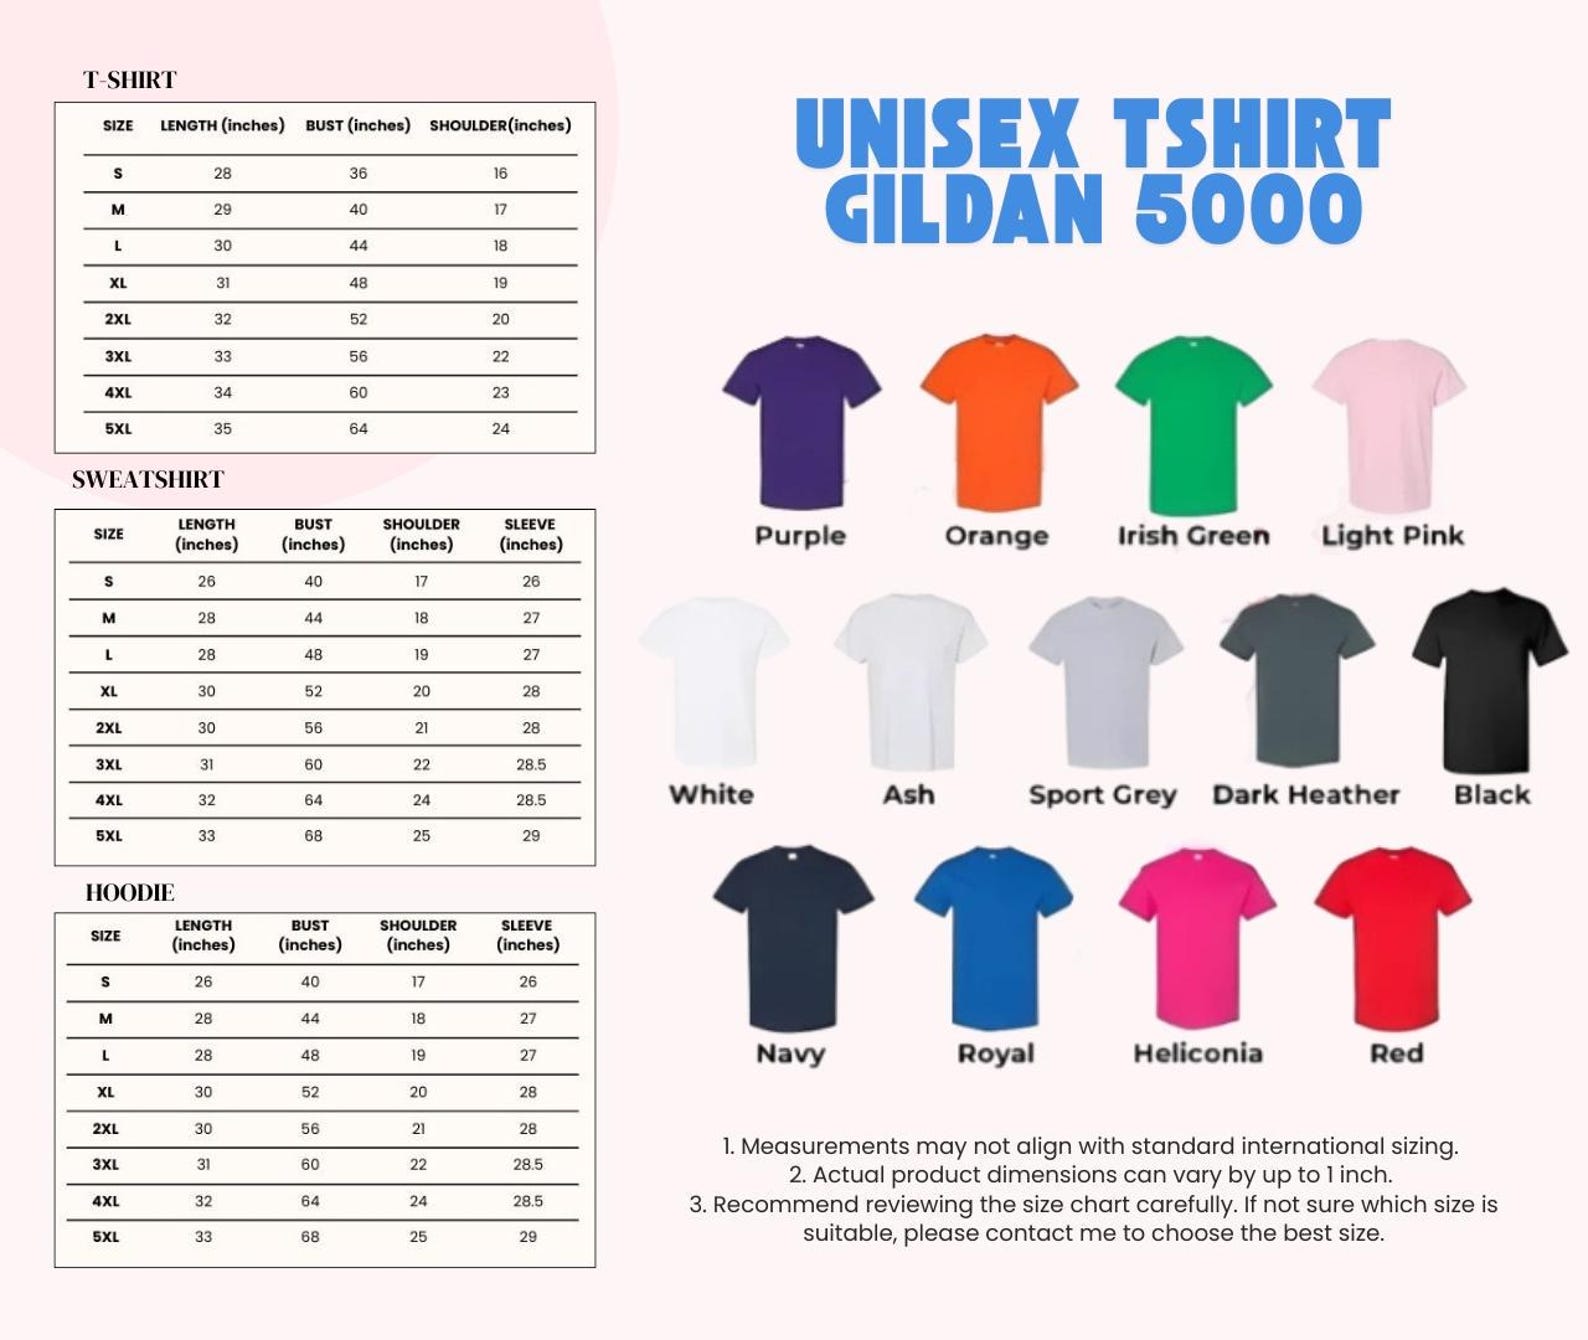 T-SHIRT
SIZE LENGTH (inches) BUST (inches) SHOULDER(inches)
S 28 36 16
M 29 40 17
L 30 44 18
XL 31 48 19
2XL 32 52 20
3XL 33 56 22
4XL 34 60 23
5XL 35 64 24
SWEATSHIRT
SIZE LENGTH (inches) BUST (inches) SHOULDER (inches) SLEEVE (inches)
S 26 40 17 26
M 28 44 18 27
L 28 48 19 27
XL 30 52 20 28
2XL 30 56 21 28
3XL 31 60 22 28.5
4XL 32 64 24 28.5
5XL 33 68 25 29
HOODIE
SIZE LENGTH (inches) BUST (inches) SHOULDER (inches) SLEEVE (inches)
S 26 40 17 26
M 28 44 18 27
L 28 48 19 27
XL 30 52 20 28
2XL 30 56 21 28
3XL 31 60 22 28.5
4XL 32 64 24 28.5
5XL 33 68 25 29
UNISEX TSHIRT
GILDAN 5000
Purple Orange Irish Green Light Pink
White Ash Sport Grey Dark Heather Black
Navy Royal Heliconia Red
1. Measurements may not align with standard international sizing.
2. Actual product dimensions can vary by up to 1 inch.
3. Recommend reviewing the size chart carefully. If not sure which size is
suitable, please contact me to choose the best size.